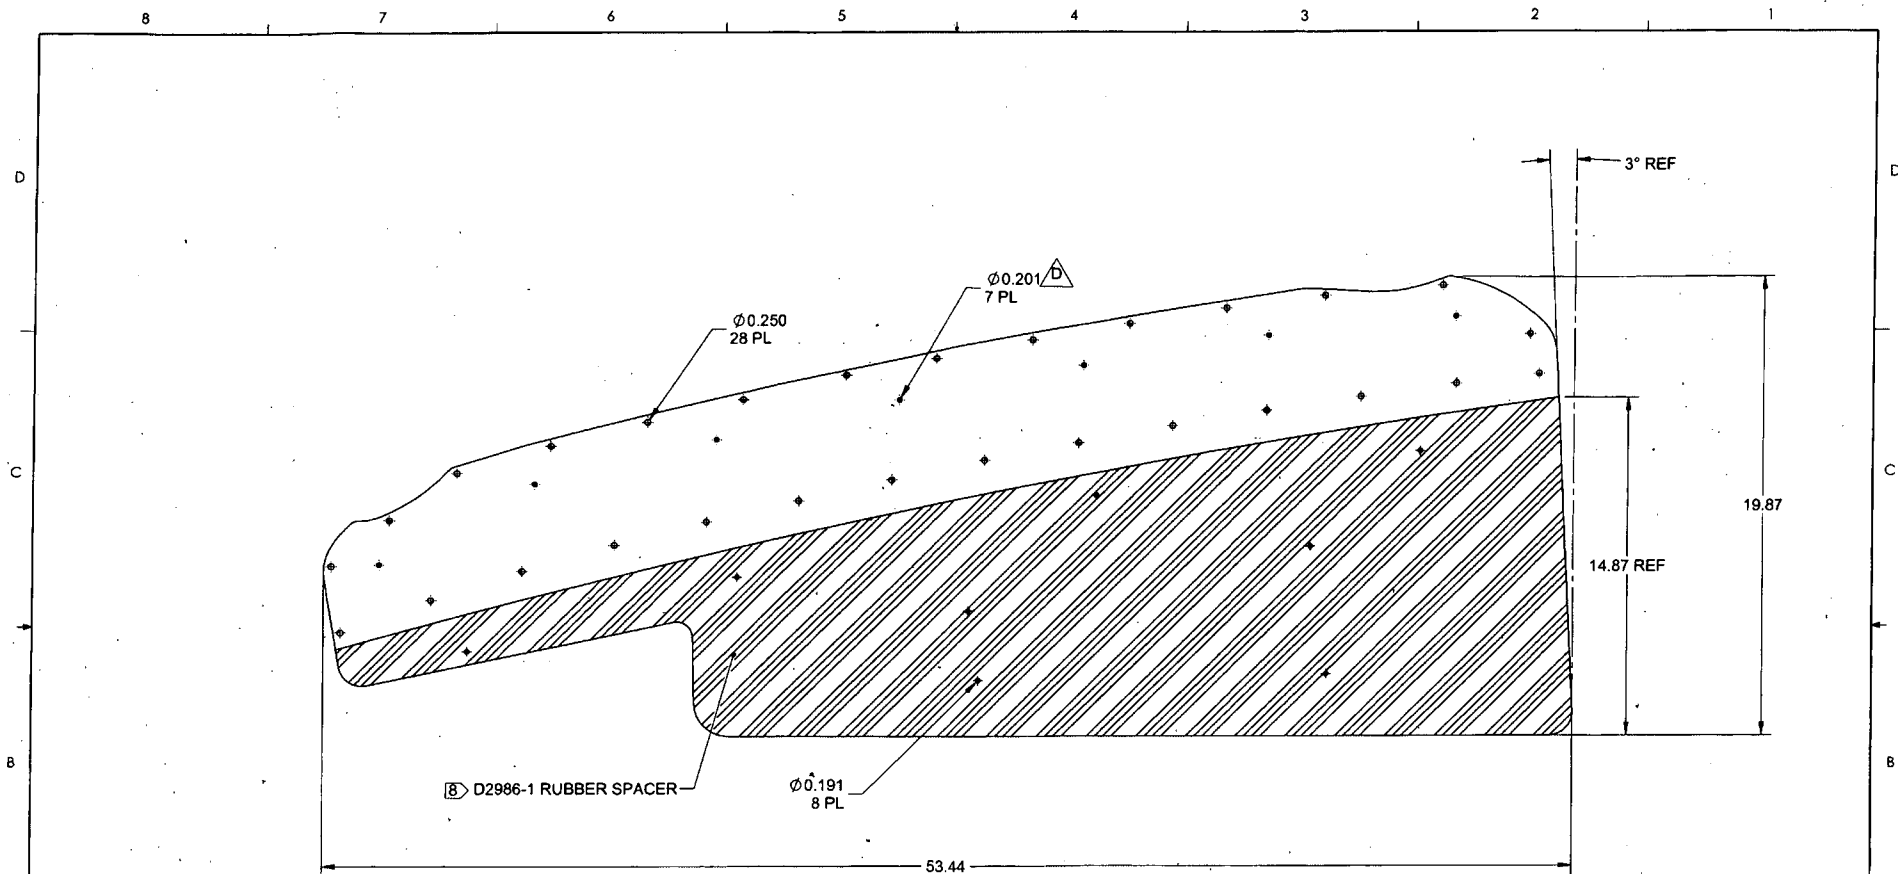 8 7 6 5 4 3 2 1
D D
3° REF
Ø0.201 D
7 PL
Ø0.250
28 PL
C C
19.87
14.87 REF
B B
8 D2986-1 RUBBER SPACER
Ø0.191
8 PL
53.44